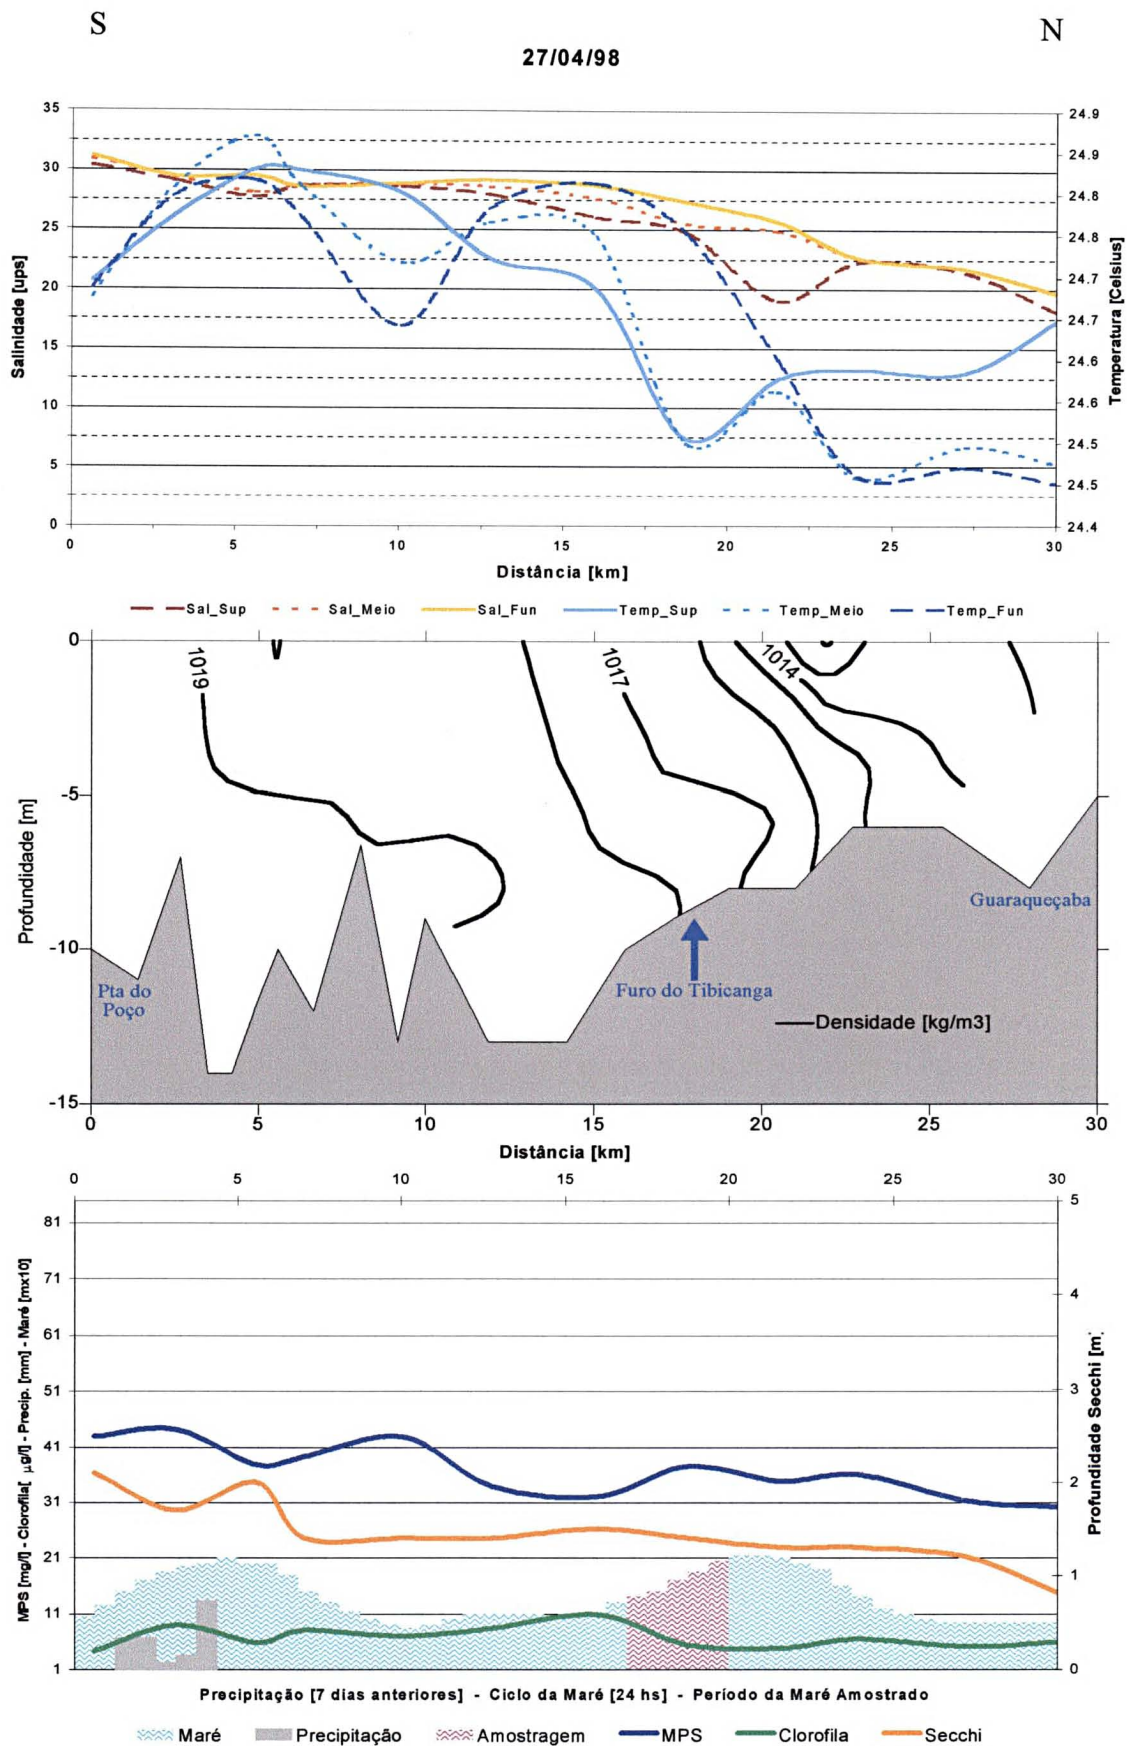 S N
27/04/98
35
30
25
20
15
10
5
0
Salinidade [ups]
24.9
24.9
24.8
24.8
24.7
24.7
24.6
24.6
24.5
24.5
24.4
Temperatura [Celsius]
0 5 10 15 20 25 30
Distância [km]
Sal_Sup Sal_Meio Sal_Fun Temp_Sup Temp_Meio Temp_Fun
0
-5
-10
-15
Profundidade [m]
1019
1017
1014
Guaraqueçaba
Pta do
Poço
Furo do Tibicanga
Densidade [kg/m3]
0 5 10 15 20 25 30
Distância [km]
0 5 10 15 20 25 30
81
71
61
51
41
31
21
11
1
MPS [mg/l] - Clorofila[ µg/l] - Precip. [mm] - Maré [mx10]
5
4
3
2
1
0
Profundidade Secchi [m]
Precipitação [7 dias anteriores] - Ciclo da Maré [24 hs] - Período da Maré Amostrado
Maré Precipitação Amostragem MPS Clorofila Secchi